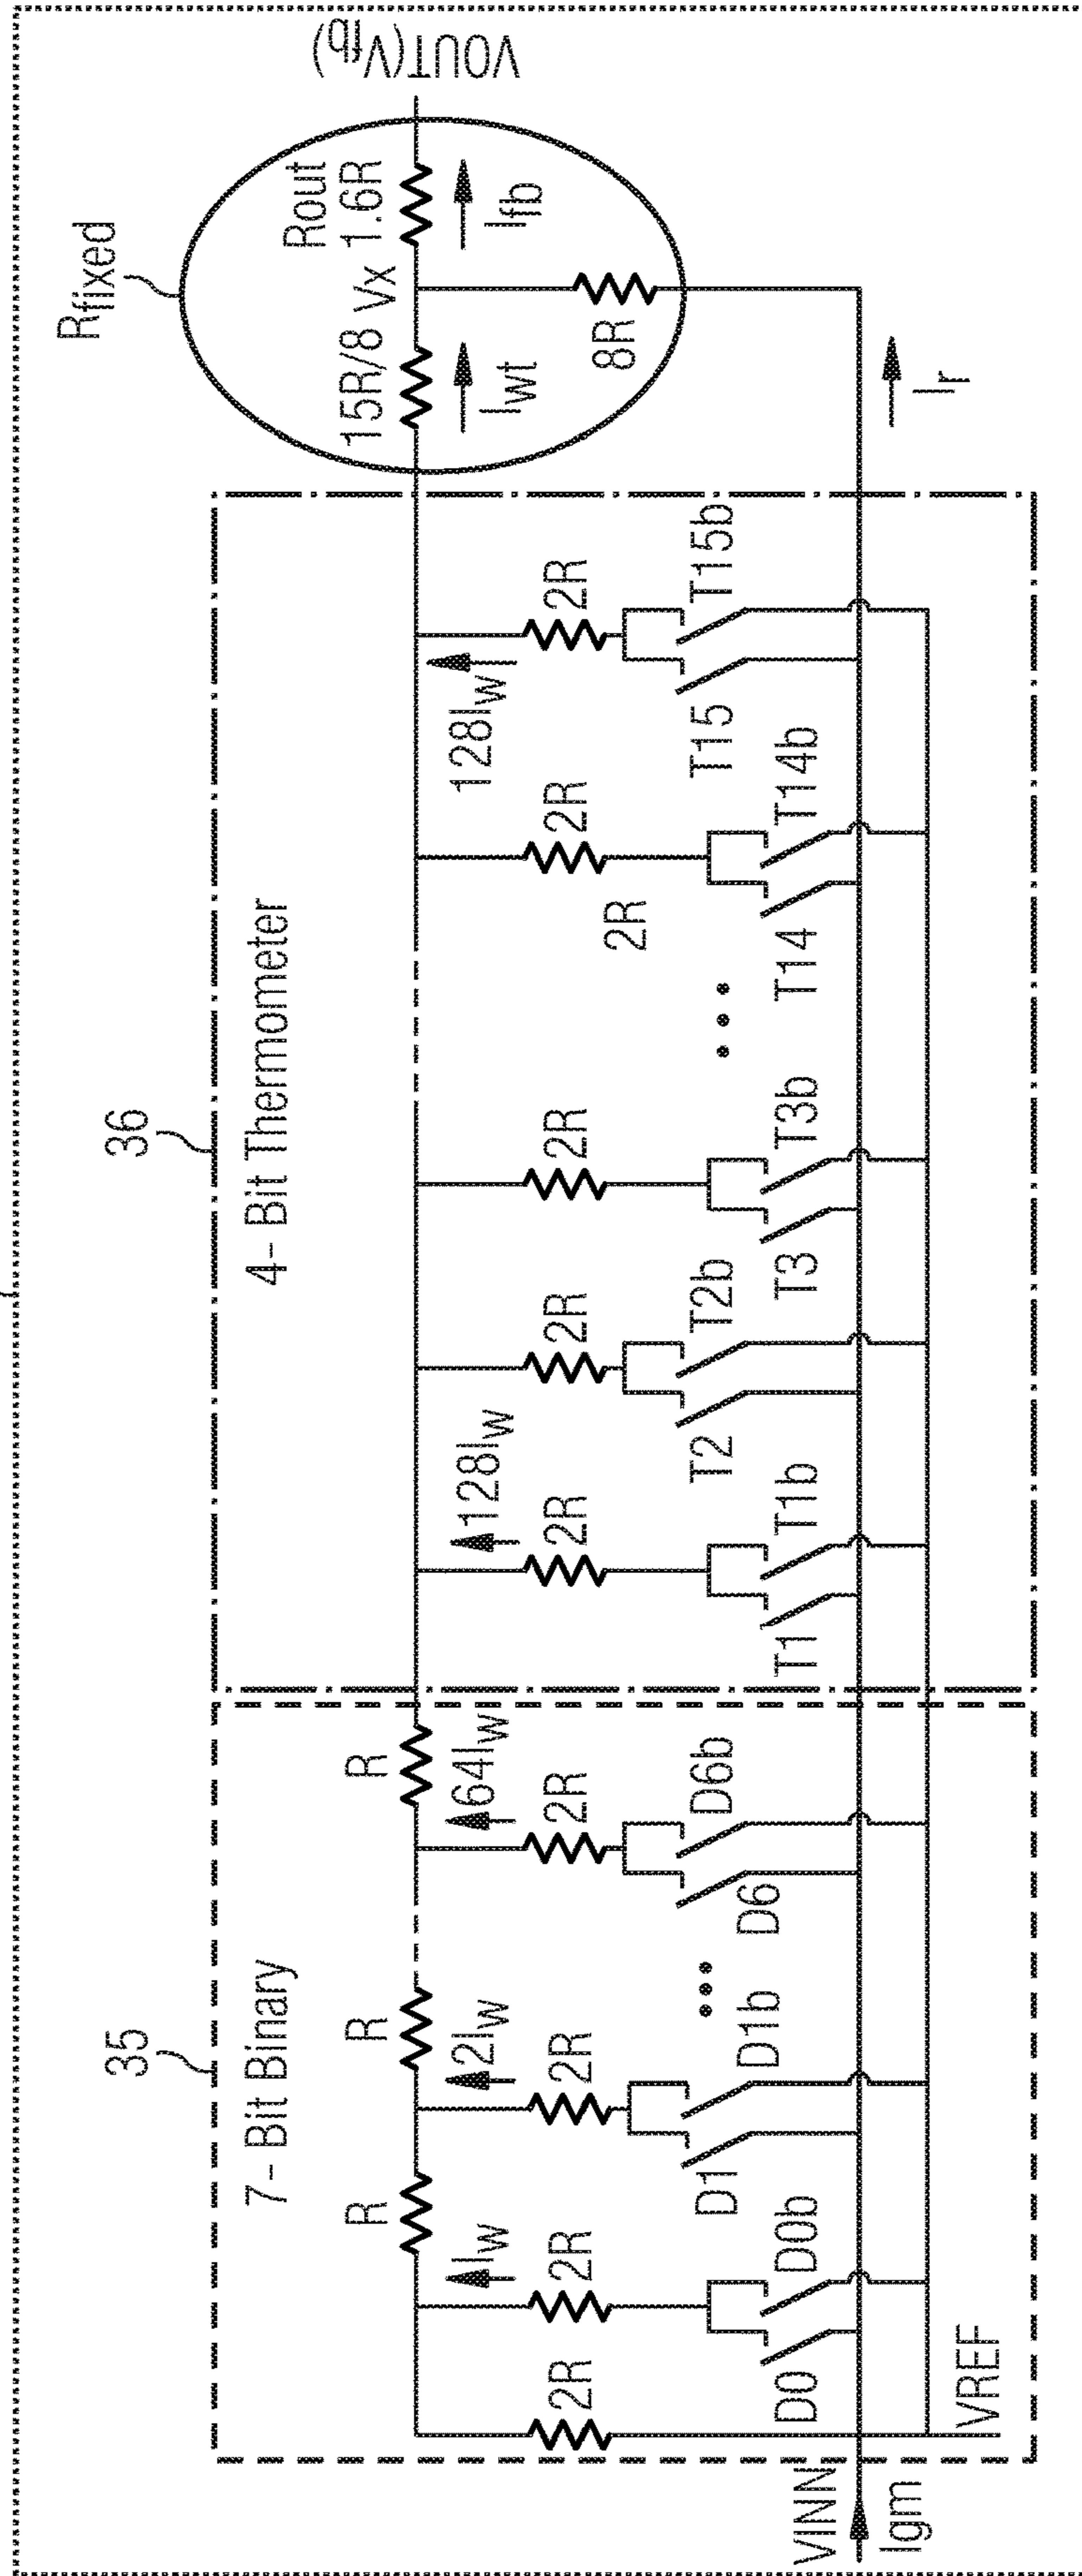 35
36
Rfixed
7- Bit Binary
4- Bit Thermometer
R
R
R
15R/8
Vx
Rout
1.6R
VOUT(Vfb)
Iw
2Iw
64Iw
128Iw
128Iw
Iwt
Ifb
2R
2R
2R
2R
2R
2R
2R
2R
2R
2R
8R
D0
D0b
D1
D1b
D6
D6b
T1
T1b
T2
T2b
T3
T3b
T14
T14b
T15
T15b
VINN
Igm
Ir
VREF